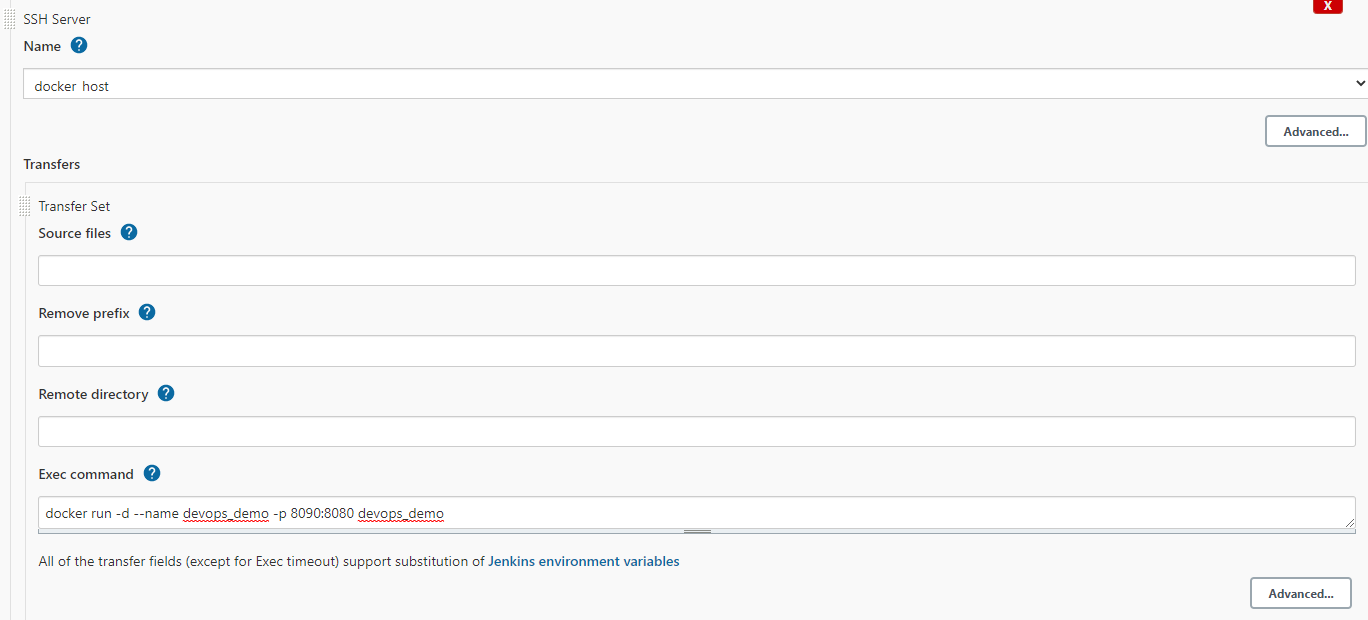 X
SSH Server
Name ?
docker host
Advanced...
Transfers
Transfer Set
Source files ?
Remove prefix ?
Remote directory ?
Exec command ?
docker run -d --name devops_demo -p 8090:8080 devops_demo
All of the transfer fields (except for Exec timeout) support substitution of Jenkins environment variables
Advanced...